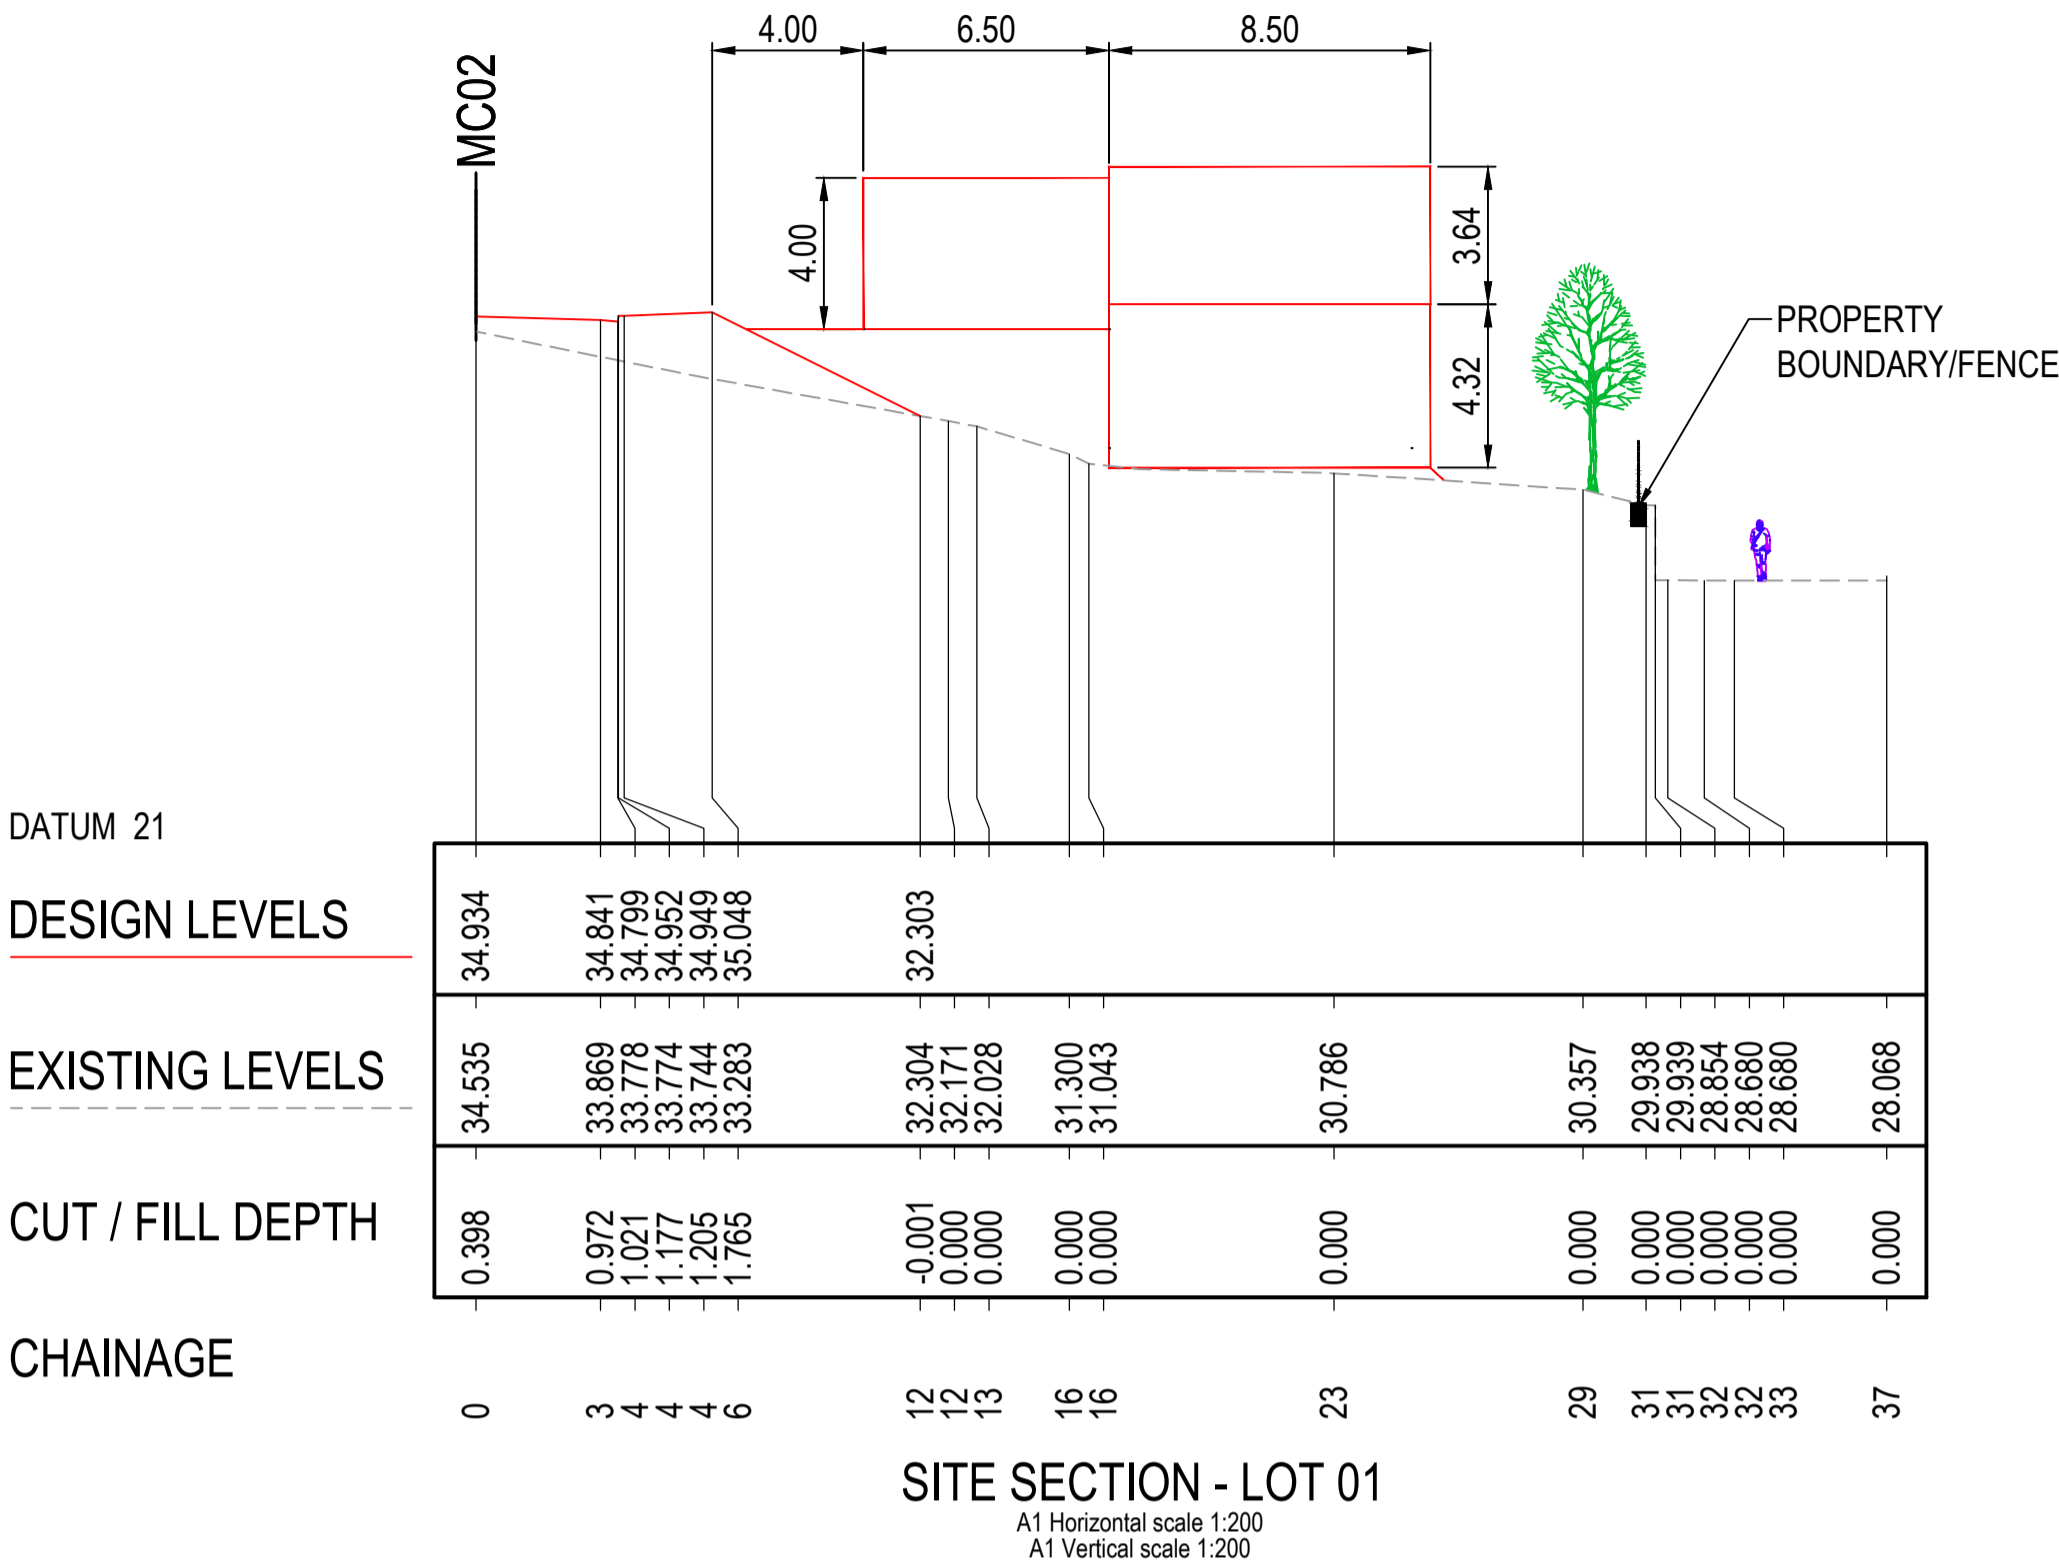 4.00 6.50 8.50
MC02
4.00
3.64
4.32
PROPERTY
BOUNDARY/FENCE
DATUM 21
DESIGN LEVELS 34.934 34.841 34.799 34.952 34.949 35.048 32.303
EXISTING LEVELS 34.535 33.869 33.778 33.774 33.744 33.283 32.304 32.171 32.028 31.300 31.043 30.786 30.357 29.938 29.939 28.854 28.680 28.680 28.068
CUT / FILL DEPTH 0.398 0.972 1.021 1.177 1.205 1.765 -0.001 0.000 0.000 0.000 0.000 0.000 0.000 0.000 0.000 0.000 0.000 0.000 0.000
CHAINAGE 0 3 4 4 4 6 12 12 13 16 16 23 29 31 31 32 32 33 37
SITE SECTION - LOT 01
A1 Horizontal scale 1:200
A1 Vertical scale 1:200